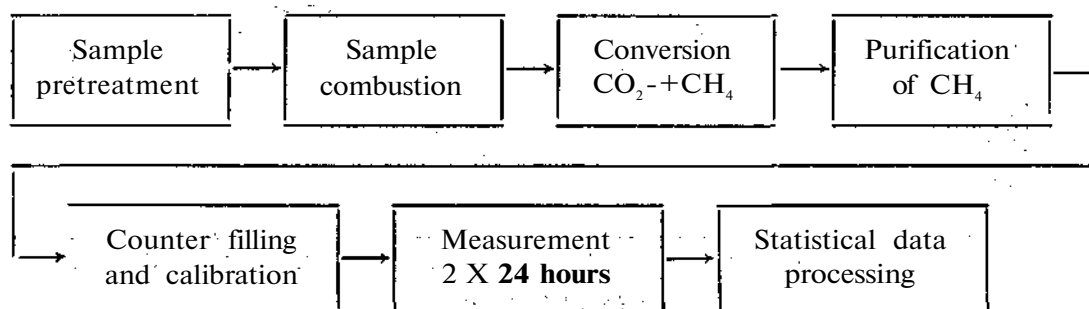 Sample
pretreatment
Sample
combustion
Conversion
CO₂-+CH₄
Purification
of CH₄
Counter filling
and calibration
Measurement
2 X 24 hours
Statistical data
processing